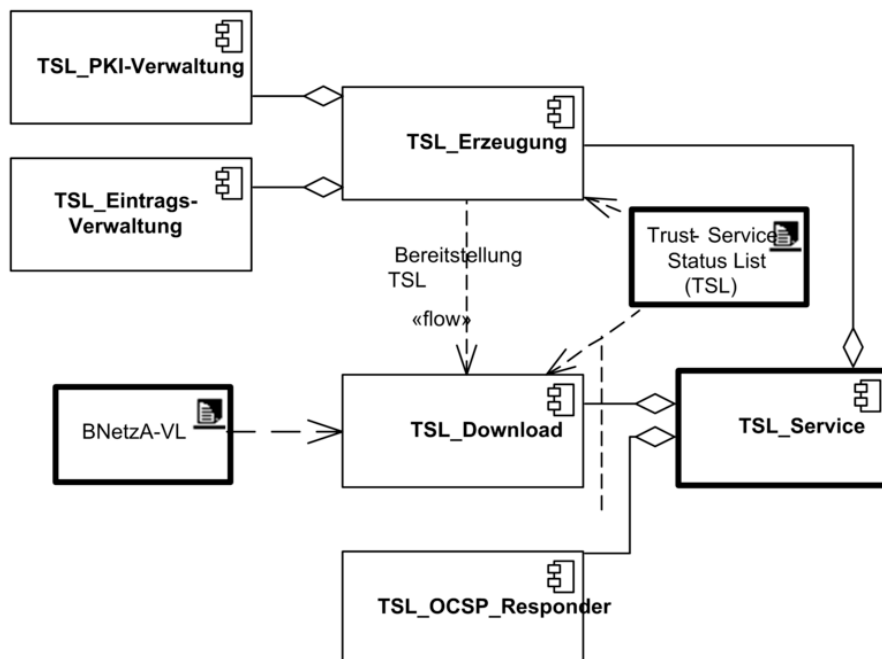 TSL_PKI-Verwaltung
TSL_Erzeugung
TSL_Eintrags-
Verwaltung
Trust- Service
Status List
(TSL)
Bereitstellung
TSL
«flow»
BNetzA-VL
TSL_Download
TSL_Service
TSL_OCSP_Responder